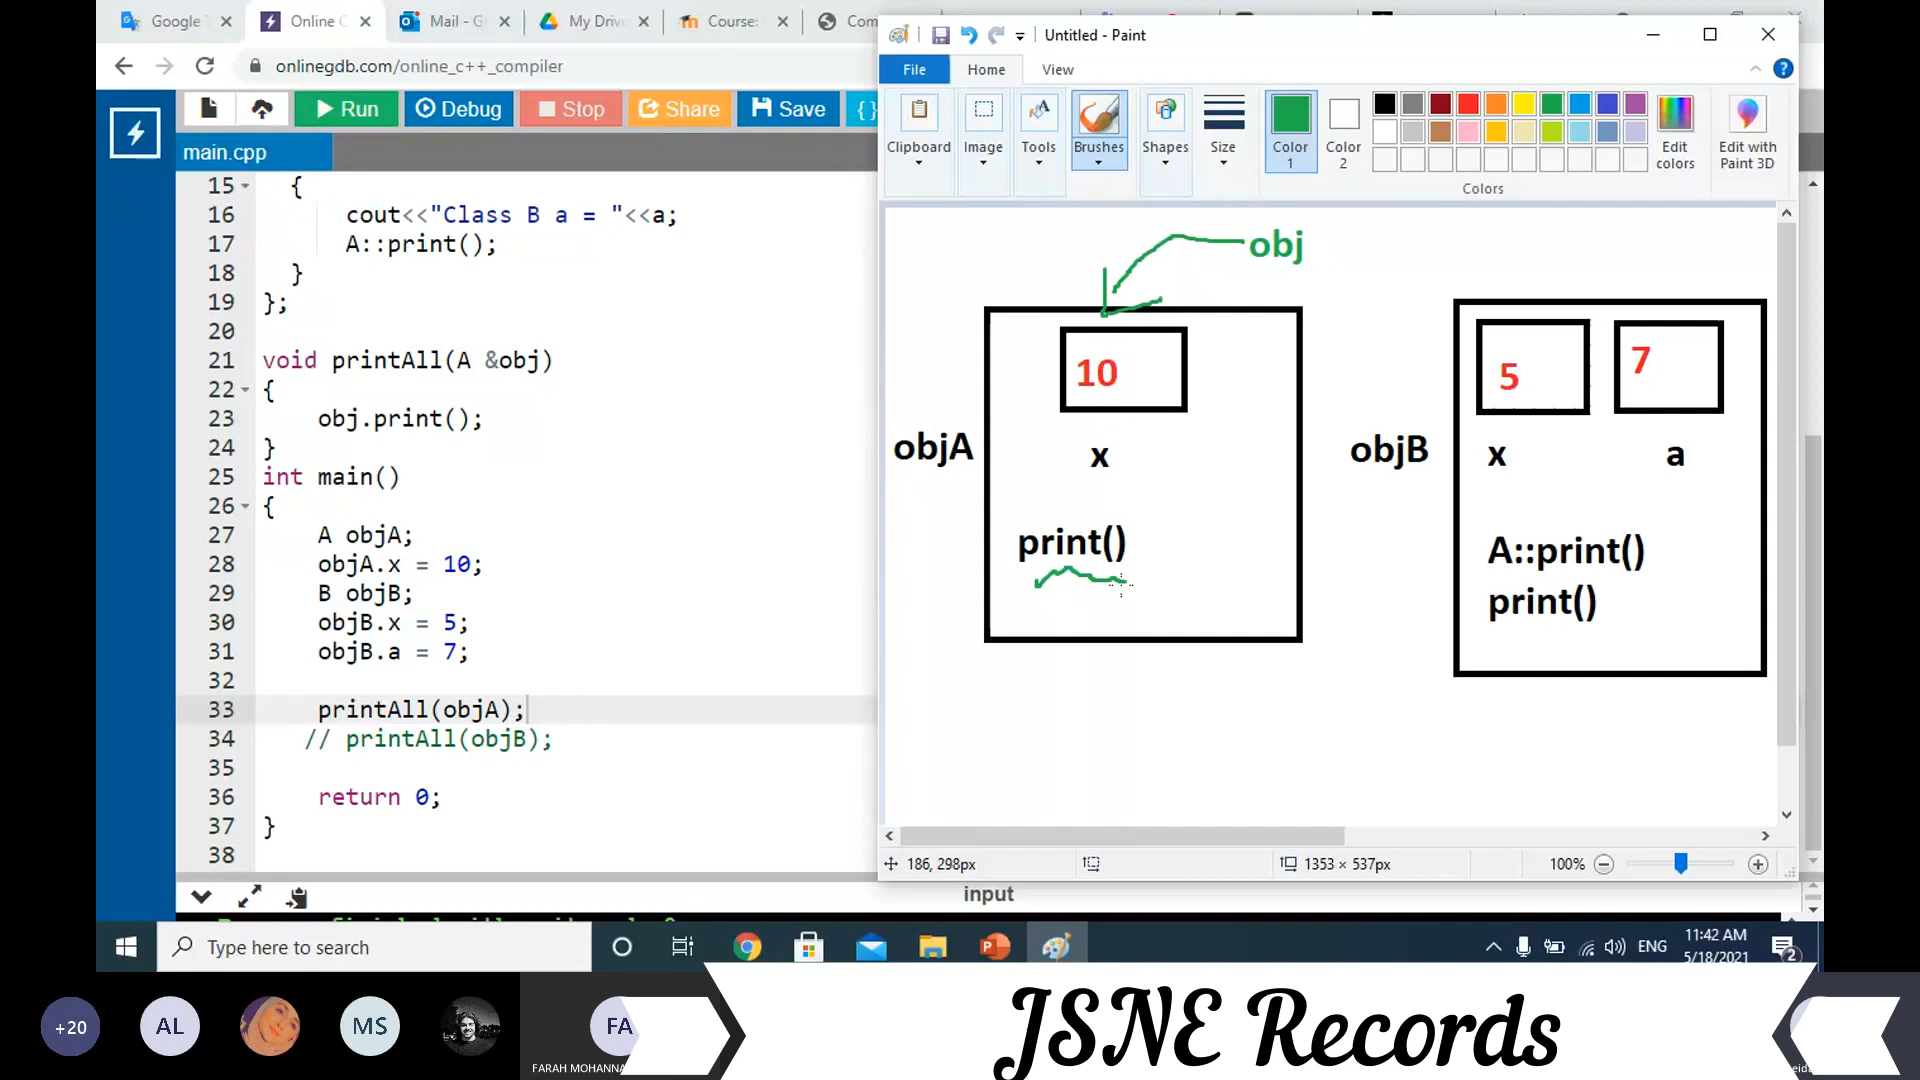 Google
Online C
Mail - G
My Driv
Course:
Com
onlinegdb.com/online_c++_compiler
Run
Debug
Stop
Share
Save
{ }
main.cpp
15 {
16 cout<<"Class B a = "<<a;
17 A::print();
18 }
19 };
20
21 void printAll(A &obj)
22 {
23 obj.print();
24 }
25 int main()
26 {
27 A objA;
28 objA.x = 10;
29 B objB;
30 objB.x = 5;
31 objB.a = 7;
32
33 printAll(objA);
34 // printAll(objB);
35
36 return 0;
37 }
38
input
Untitled - Paint
File
Home
View
Clipboard
Image
Tools
Brushes
Shapes
Size
Color 1
Color 2
Edit colors
Edit with Paint 3D
Colors
obj
10
5
7
objA
x
objB
x
a
print()
A::print()
print()
186, 298px
1353 × 537px
100%
Type here to search
ENG
11:42 AM
5/18/2021
2
+20
AL
MS
FA
FARAH MOHANNA
JSNE Records